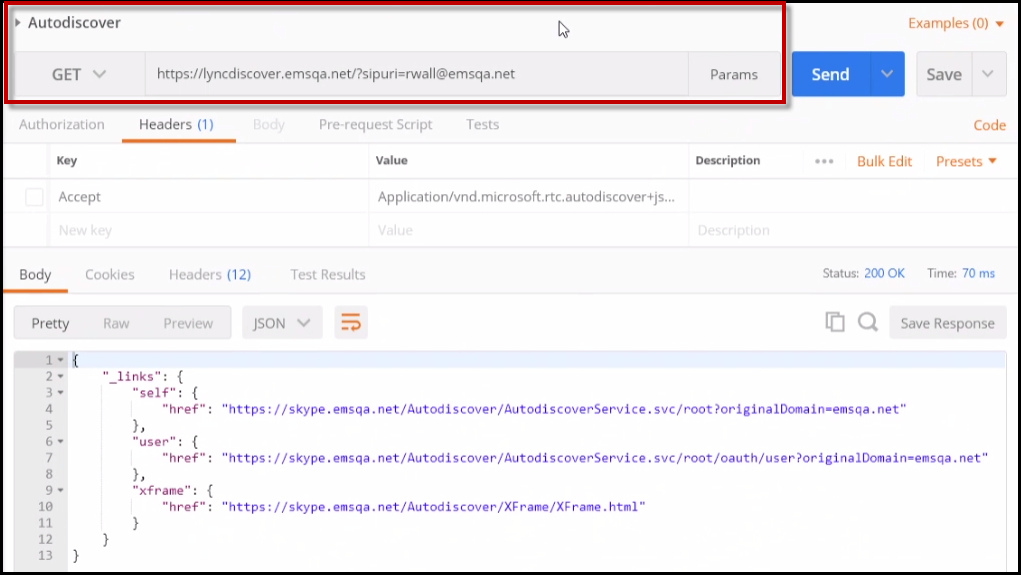 Autodiscover
Examples (0)
GET https://lyncdiscover.emsqa.net/?sipuri=rwall@emsqa.net Params Send Save
Authorization Headers (1) Body Pre-request Script Tests Code
Key Value Description ••• Bulk Edit Presets
Accept Application/vnd.microsoft.rtc.autodiscover+js...
New key Value Description
Body Cookies Headers (12) Test Results Status: 200 OK Time: 70 ms
Pretty Raw Preview JSON Save Response
1 {
2 "_links": {
3 "self": {
4 "href": "https://skype.emsqa.net/Autodiscover/AutodiscoverService.svc/root?originalDomain=emsqa.net"
5 },
6 "user": {
7 "href": "https://skype.emsqa.net/Autodiscover/AutodiscoverService.svc/root/oauth/user?originalDomain=emsqa.net"
8 },
9 "xframe": {
10 "href": "https://skype.emsqa.net/Autodiscover/XFrame/XFrame.html"
11 }
12 }
13 }